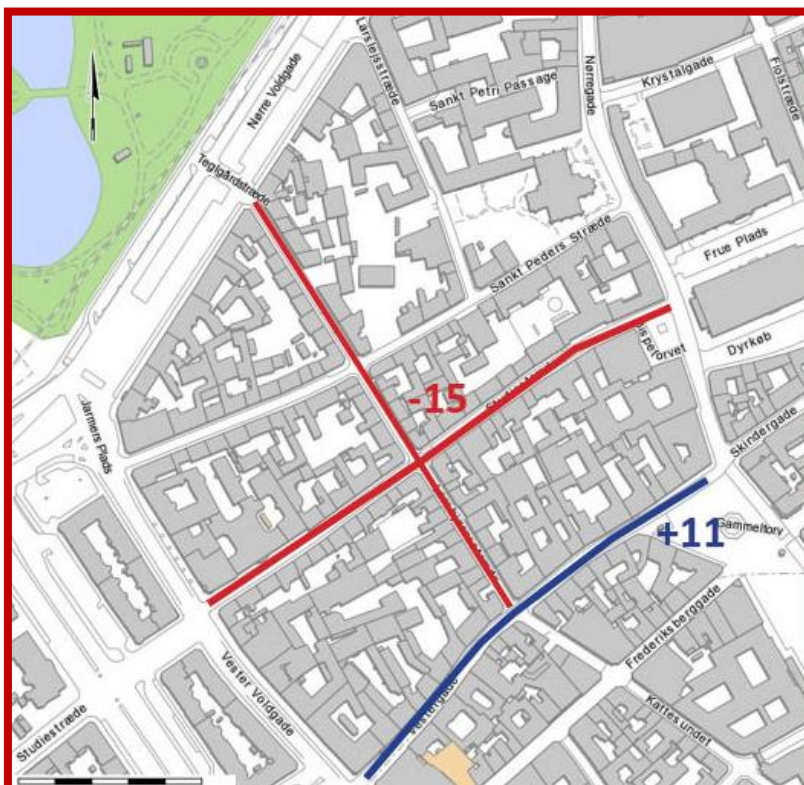 Larslejsstræde
Nørre Voldgade
Sankt Petri Passage
Nørregade
Krystalgade
Fiolstræde
Teglgårdstræde
Sankt Peders Stræde
Frue Plads
Dyrkøb
-15
Jarmers Plads
Skindergade
Gammeltorv
+11
Frederiksberggade
Vester Voldgade
Vestergade
Kattesundet
Studiestræde